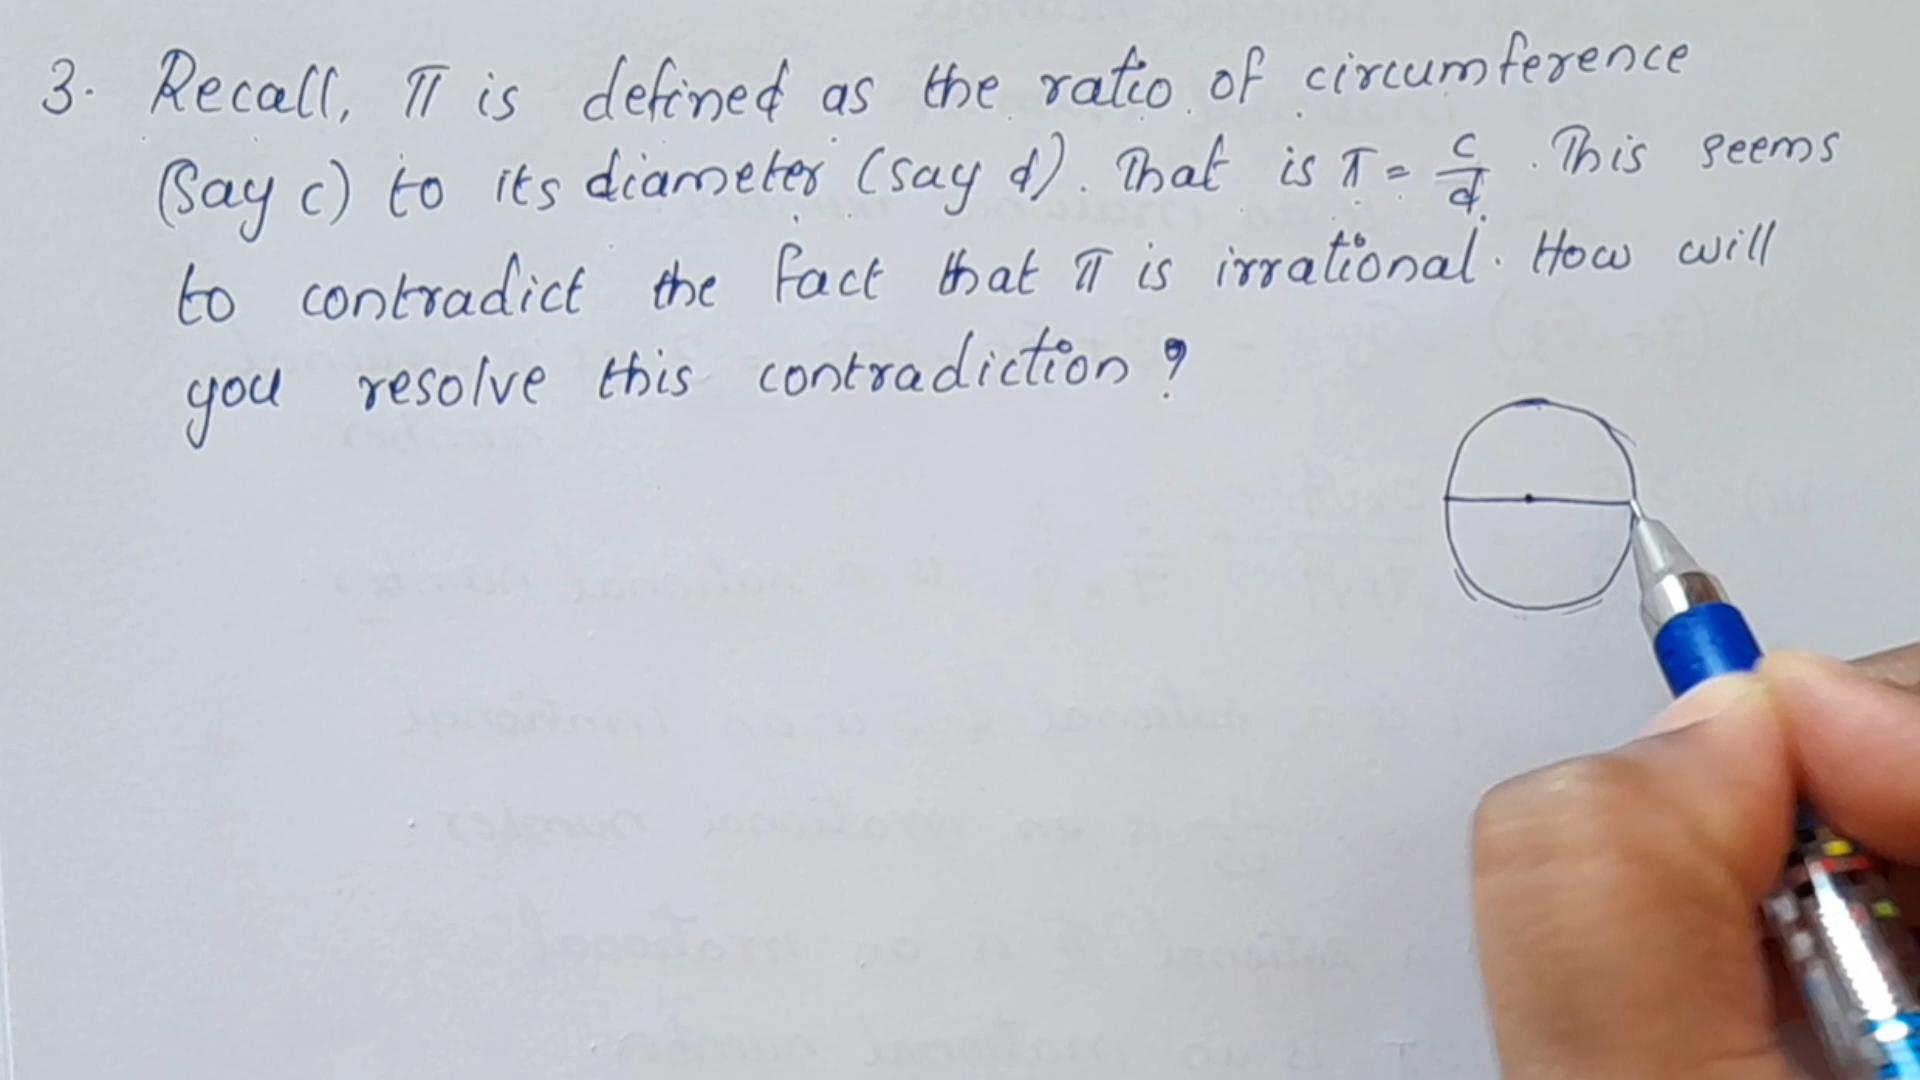 3. Recall, π is defined as the ratio of circumference
(Say c) to its diameter (say d). That is π = c/d. This seems
to contradict the fact that π is irrational. How will
you resolve this contradiction ?